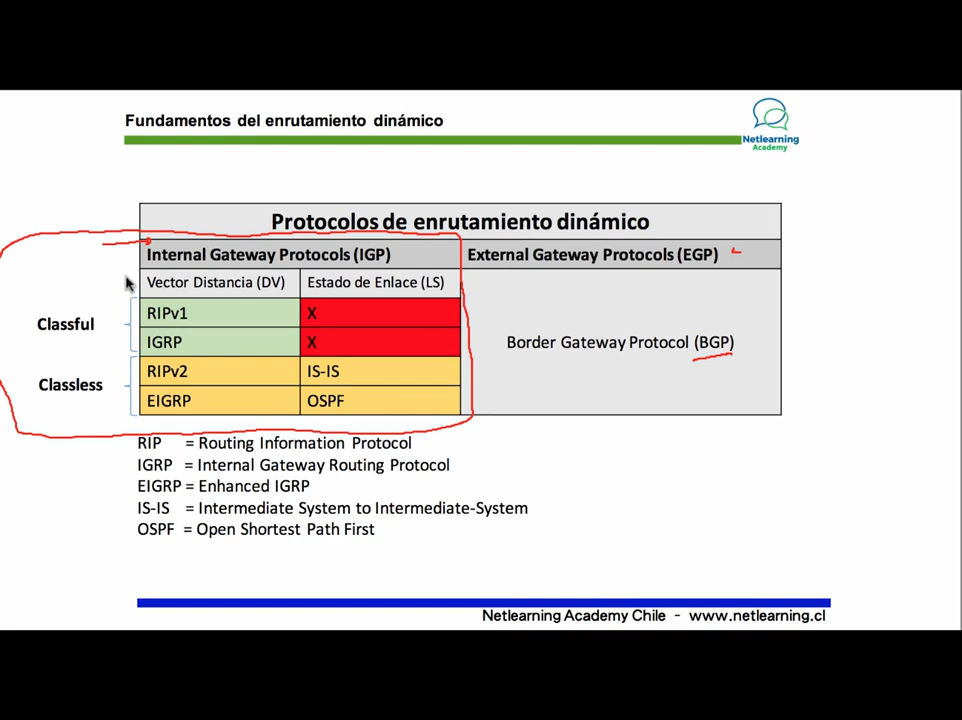 Fundamentos del enrutamiento dinámico
Netlearning
Academy
Protocolos de enrutamiento dinámico
Internal Gateway Protocols (IGP) External Gateway Protocols (EGP)
Vector Distancia (DV) Estado de Enlace (LS)
Classful
RIPv1 X
IGRP X
Border Gateway Protocol (BGP)
Classless
RIPv2 IS-IS
EIGRP OSPF
RIP = Routing Information Protocol
IGRP = Internal Gateway Routing Protocol
EIGRP = Enhanced IGRP
IS-IS = Intermediate System to Intermediate-System
OSPF = Open Shortest Path First
Netlearning Academy Chile - www.netlearning.cl